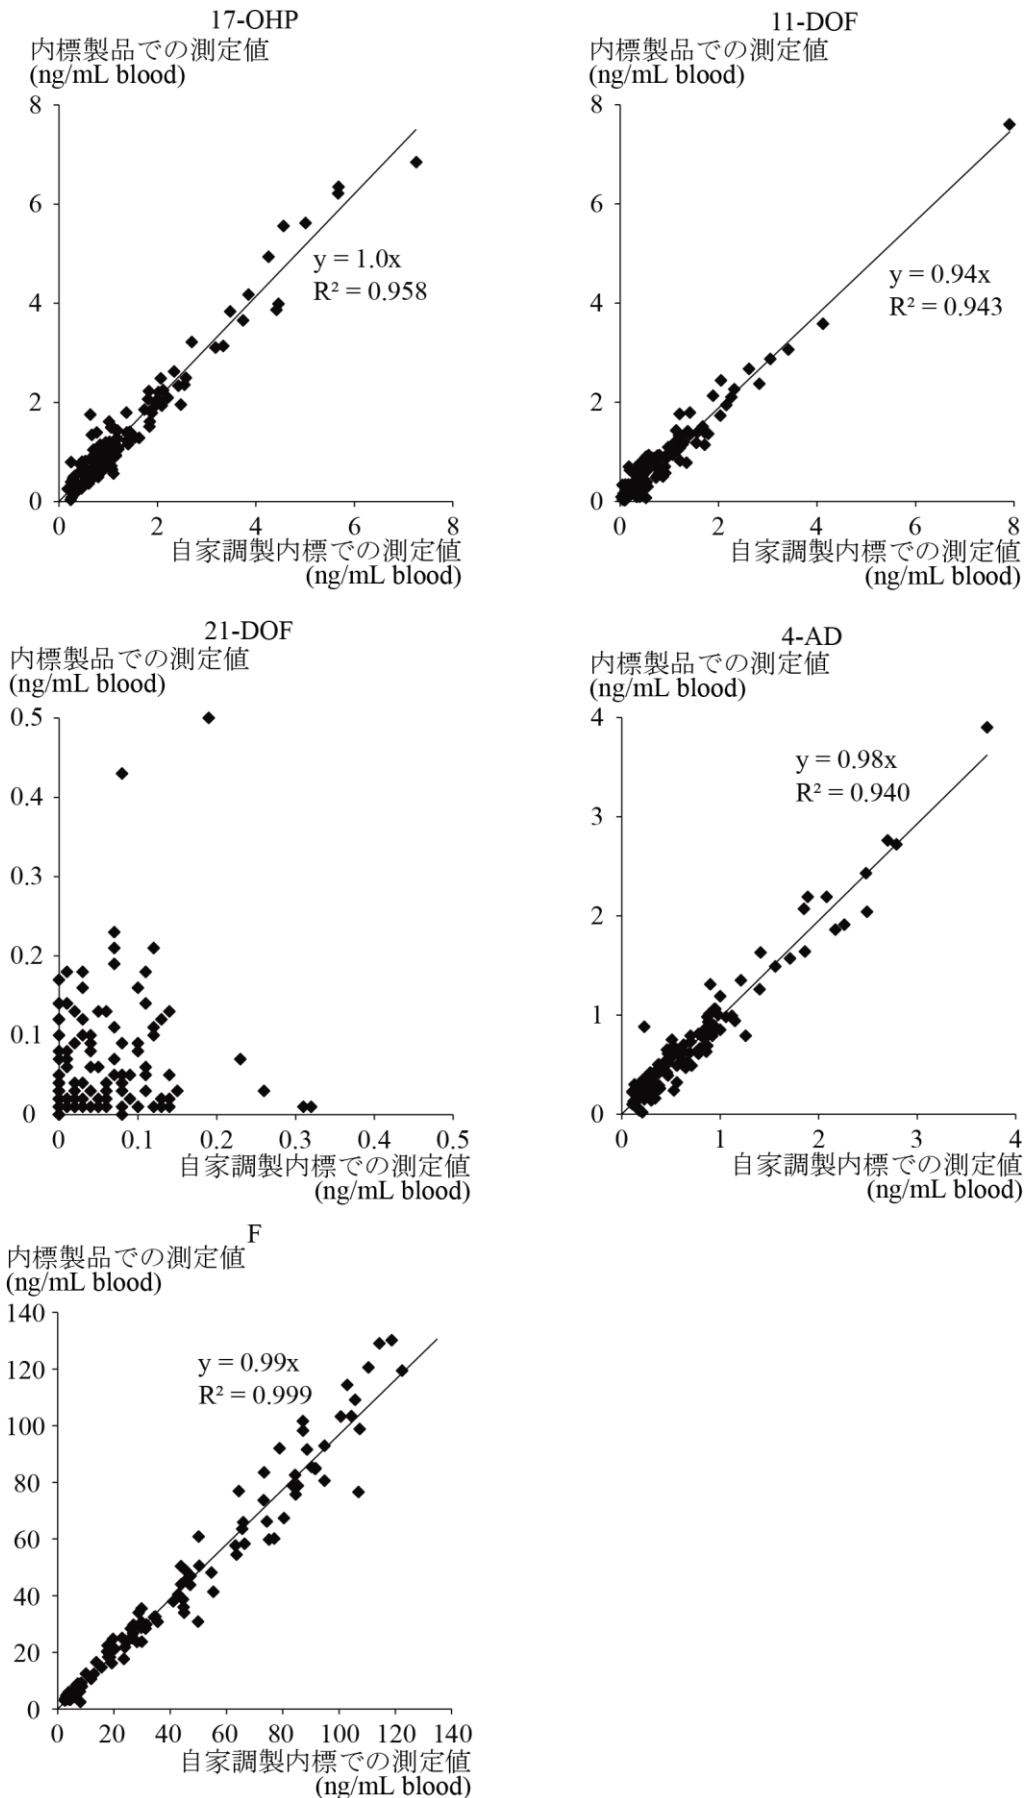 17-OHP
内標製品での測定値
(ng/mL blood)
8
6
4
2
0
y = 1.0x
R² = 0.958
0 2 4 6 8
自家調製内標での測定値
(ng/mL blood)
11-DOF
内標製品での測定値
(ng/mL blood)
8
6
4
2
0
y = 0.94x
R² = 0.943
0 2 4 6 8
自家調製内標での測定値
(ng/mL blood)
21-DOF
内標製品での測定値
(ng/mL blood)
0.5
0.4
0.3
0.2
0.1
0
0 0.1 0.2 0.3 0.4 0.5
自家調製内標での測定値
(ng/mL blood)
4-AD
内標製品での測定値
(ng/mL blood)
4
3
2
1
0
y = 0.98x
R² = 0.940
0 1 2 3 4
自家調製内標での測定値
(ng/mL blood)
F
内標製品での測定値
(ng/mL blood)
140
120
100
80
60
40
20
0
y = 0.99x
R² = 0.999
0 20 40 60 80 100 120 140
自家調製内標での測定値
(ng/mL blood)